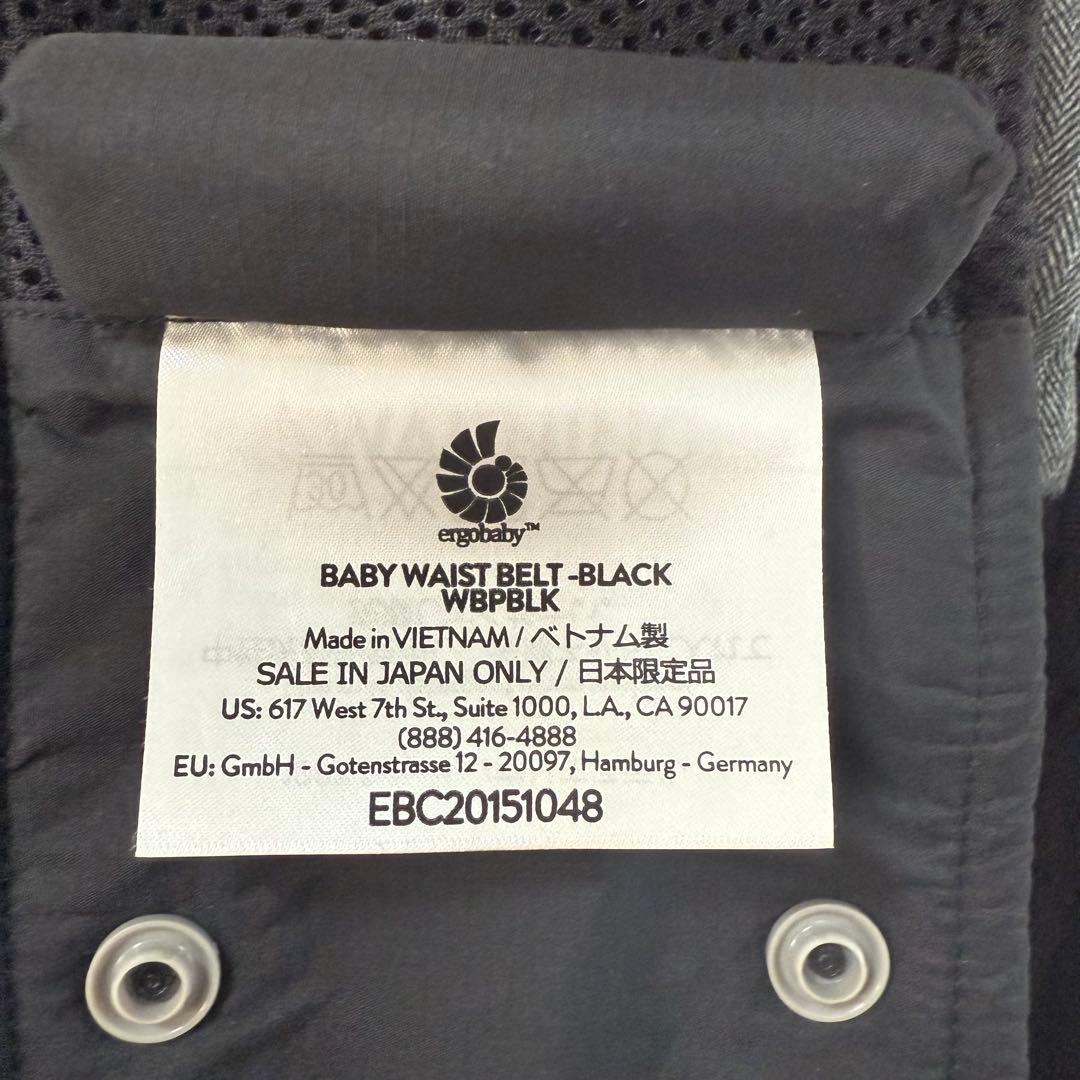 ergobaby™
BABY WAIST BELT -BLACK
WBPBLK
Made in VIETNAM / ベトナム製
SALE IN JAPAN ONLY / 日本限定品
US: 617 West 7th St., Suite 1000, L.A., CA 90017
(888) 416-4888
EU: GmbH - Gotenstrasse 12 - 20097, Hamburg - Germany
EBC20151048